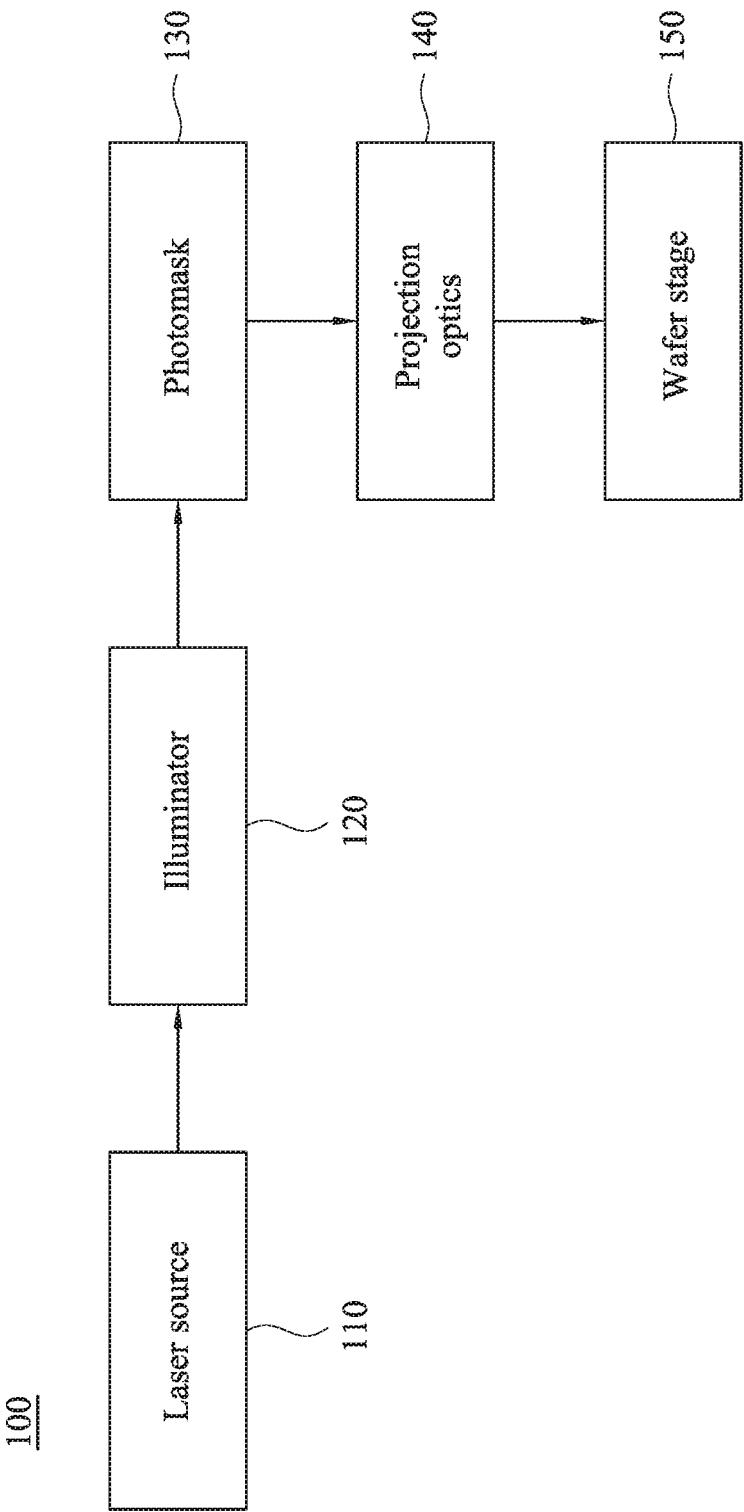 100
Laser source
110
Illuminator
120
Photomask
130
Projection
optics
140
Wafer stage
150